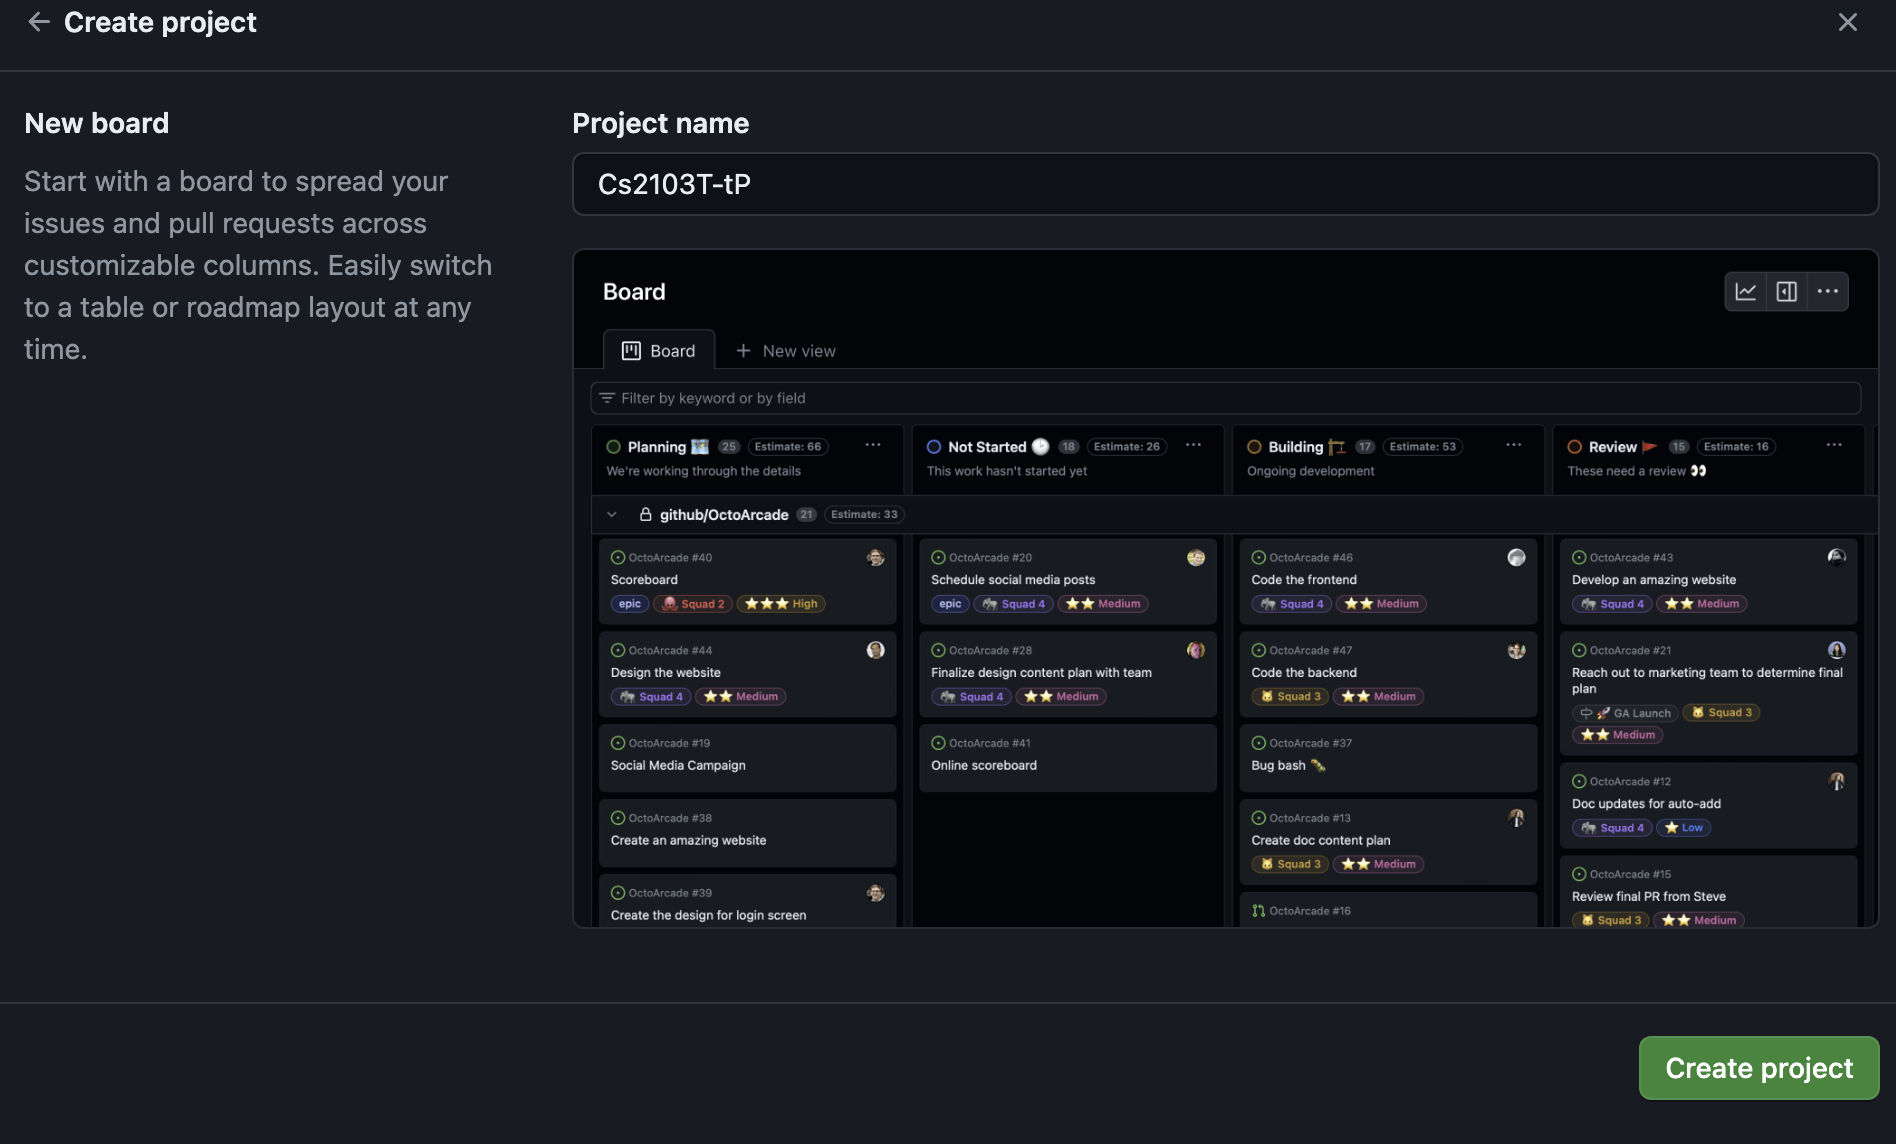 Create project
New board
Start with a board to spread your
issues and pull requests across
customizable columns. Easily switch
to a table or roadmap layout at any
time.
Project name
Cs2103T-tP
Board
Board
New view
Filter by keyword or by field
Planning 🗺️ 25 Estimate: 66
We're working through the details
Not Started 🕑 18 Estimate: 26
This work hasn't started yet
Building 🏗️ 17 Estimate: 53
Ongoing development
Review 🚩 15 Estimate: 16
These need a review 👀
github/OctoArcade 21 Estimate: 33
OctoArcade #40
Scoreboard
epic 🐙 Squad 2 ⭐⭐⭐ High
OctoArcade #44
Design the website
🦓 Squad 4 ⭐⭐ Medium
OctoArcade #19
Social Media Campaign
OctoArcade #38
Create an amazing website
OctoArcade #39
Create the design for login screen
OctoArcade #20
Schedule social media posts
epic 🦓 Squad 4 ⭐⭐ Medium
OctoArcade #28
Finalize design content plan with team
🦓 Squad 4 ⭐⭐ Medium
OctoArcade #41
Online scoreboard
OctoArcade #46
Code the frontend
🦓 Squad 4 ⭐⭐ Medium
OctoArcade #47
Code the backend
🐱 Squad 3 ⭐⭐ Medium
OctoArcade #37
Bug bash 🐛
OctoArcade #13
Create doc content plan
🐱 Squad 3 ⭐⭐ Medium
OctoArcade #16
OctoArcade #43
Develop an amazing website
🦓 Squad 4 ⭐⭐ Medium
OctoArcade #21
Reach out to marketing team to determine final
plan
🚀 GA Launch 🐱 Squad 3
⭐⭐ Medium
OctoArcade #12
Doc updates for auto-add
🦓 Squad 4 ⭐ Low
OctoArcade #15
Review final PR from Steve
🐱 Squad 3 ⭐⭐ Medium
Create project